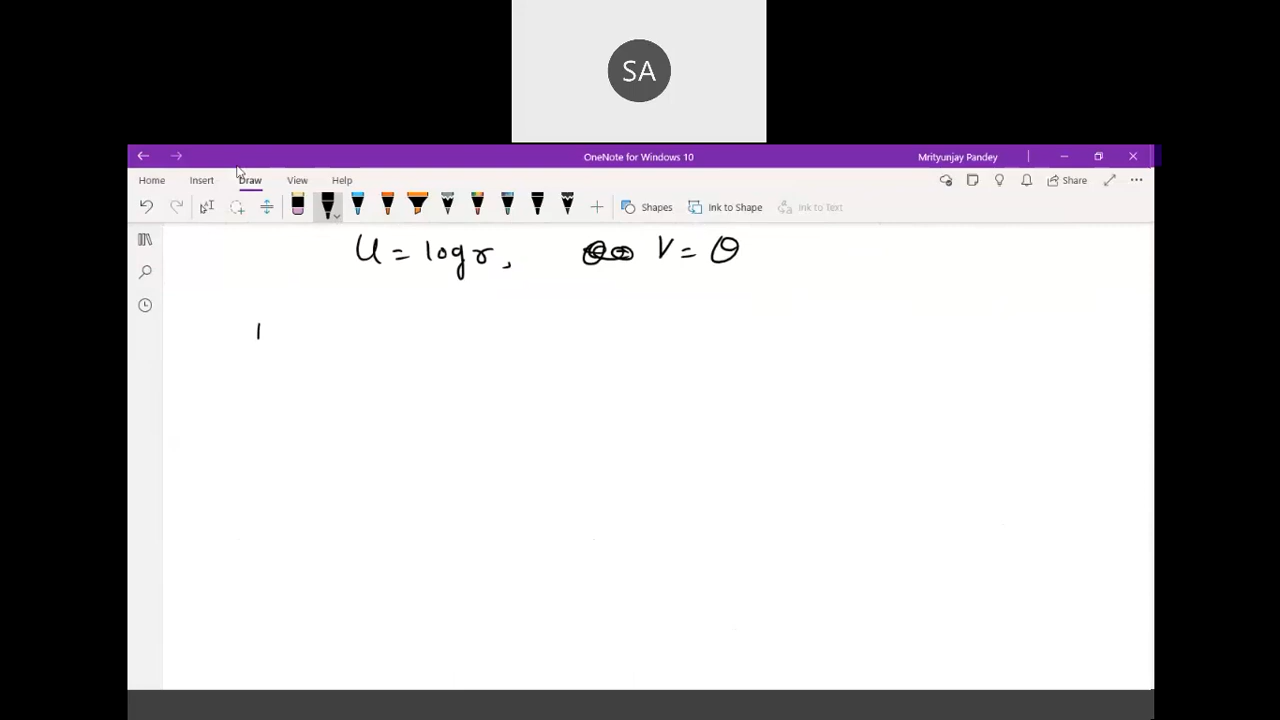 SA
OneNote for Windows 10 Mrityunjay Pandey
Home Insert Draw View Help Share
Shapes Ink to Shape Ink to Text
U = log r, V = θ